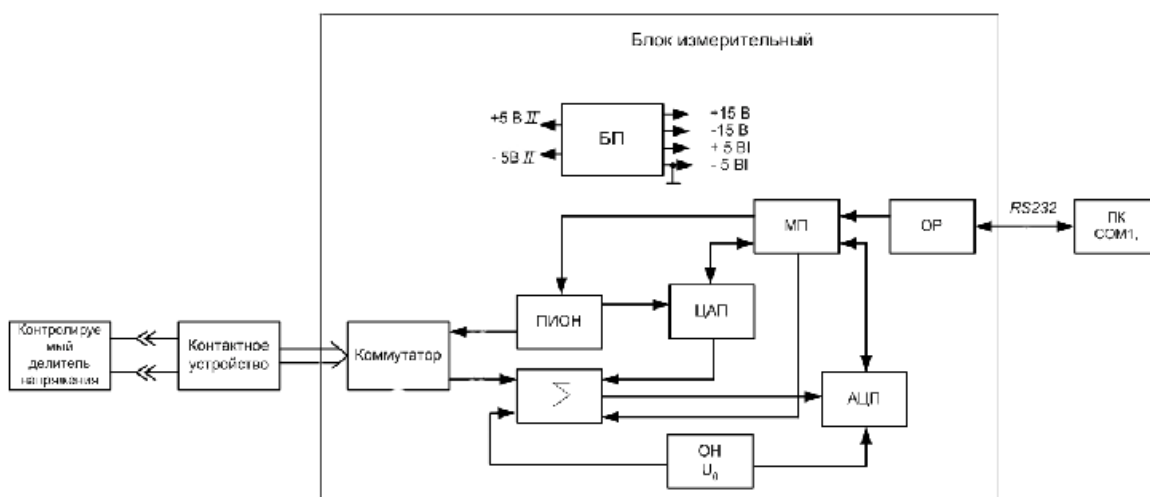 Блок измерительный
+5 В II
- 5В II
БП
+15 В
-15 В
+ 5 ВI
- 5 ВI
МП
ОР
RS232
ПК
COM1,
ПИОН
ЦАП
Контролируе
мый
делитель
напряжения
Контактное
устройство
Коммутатор
∑
АЦП
ОН
U0